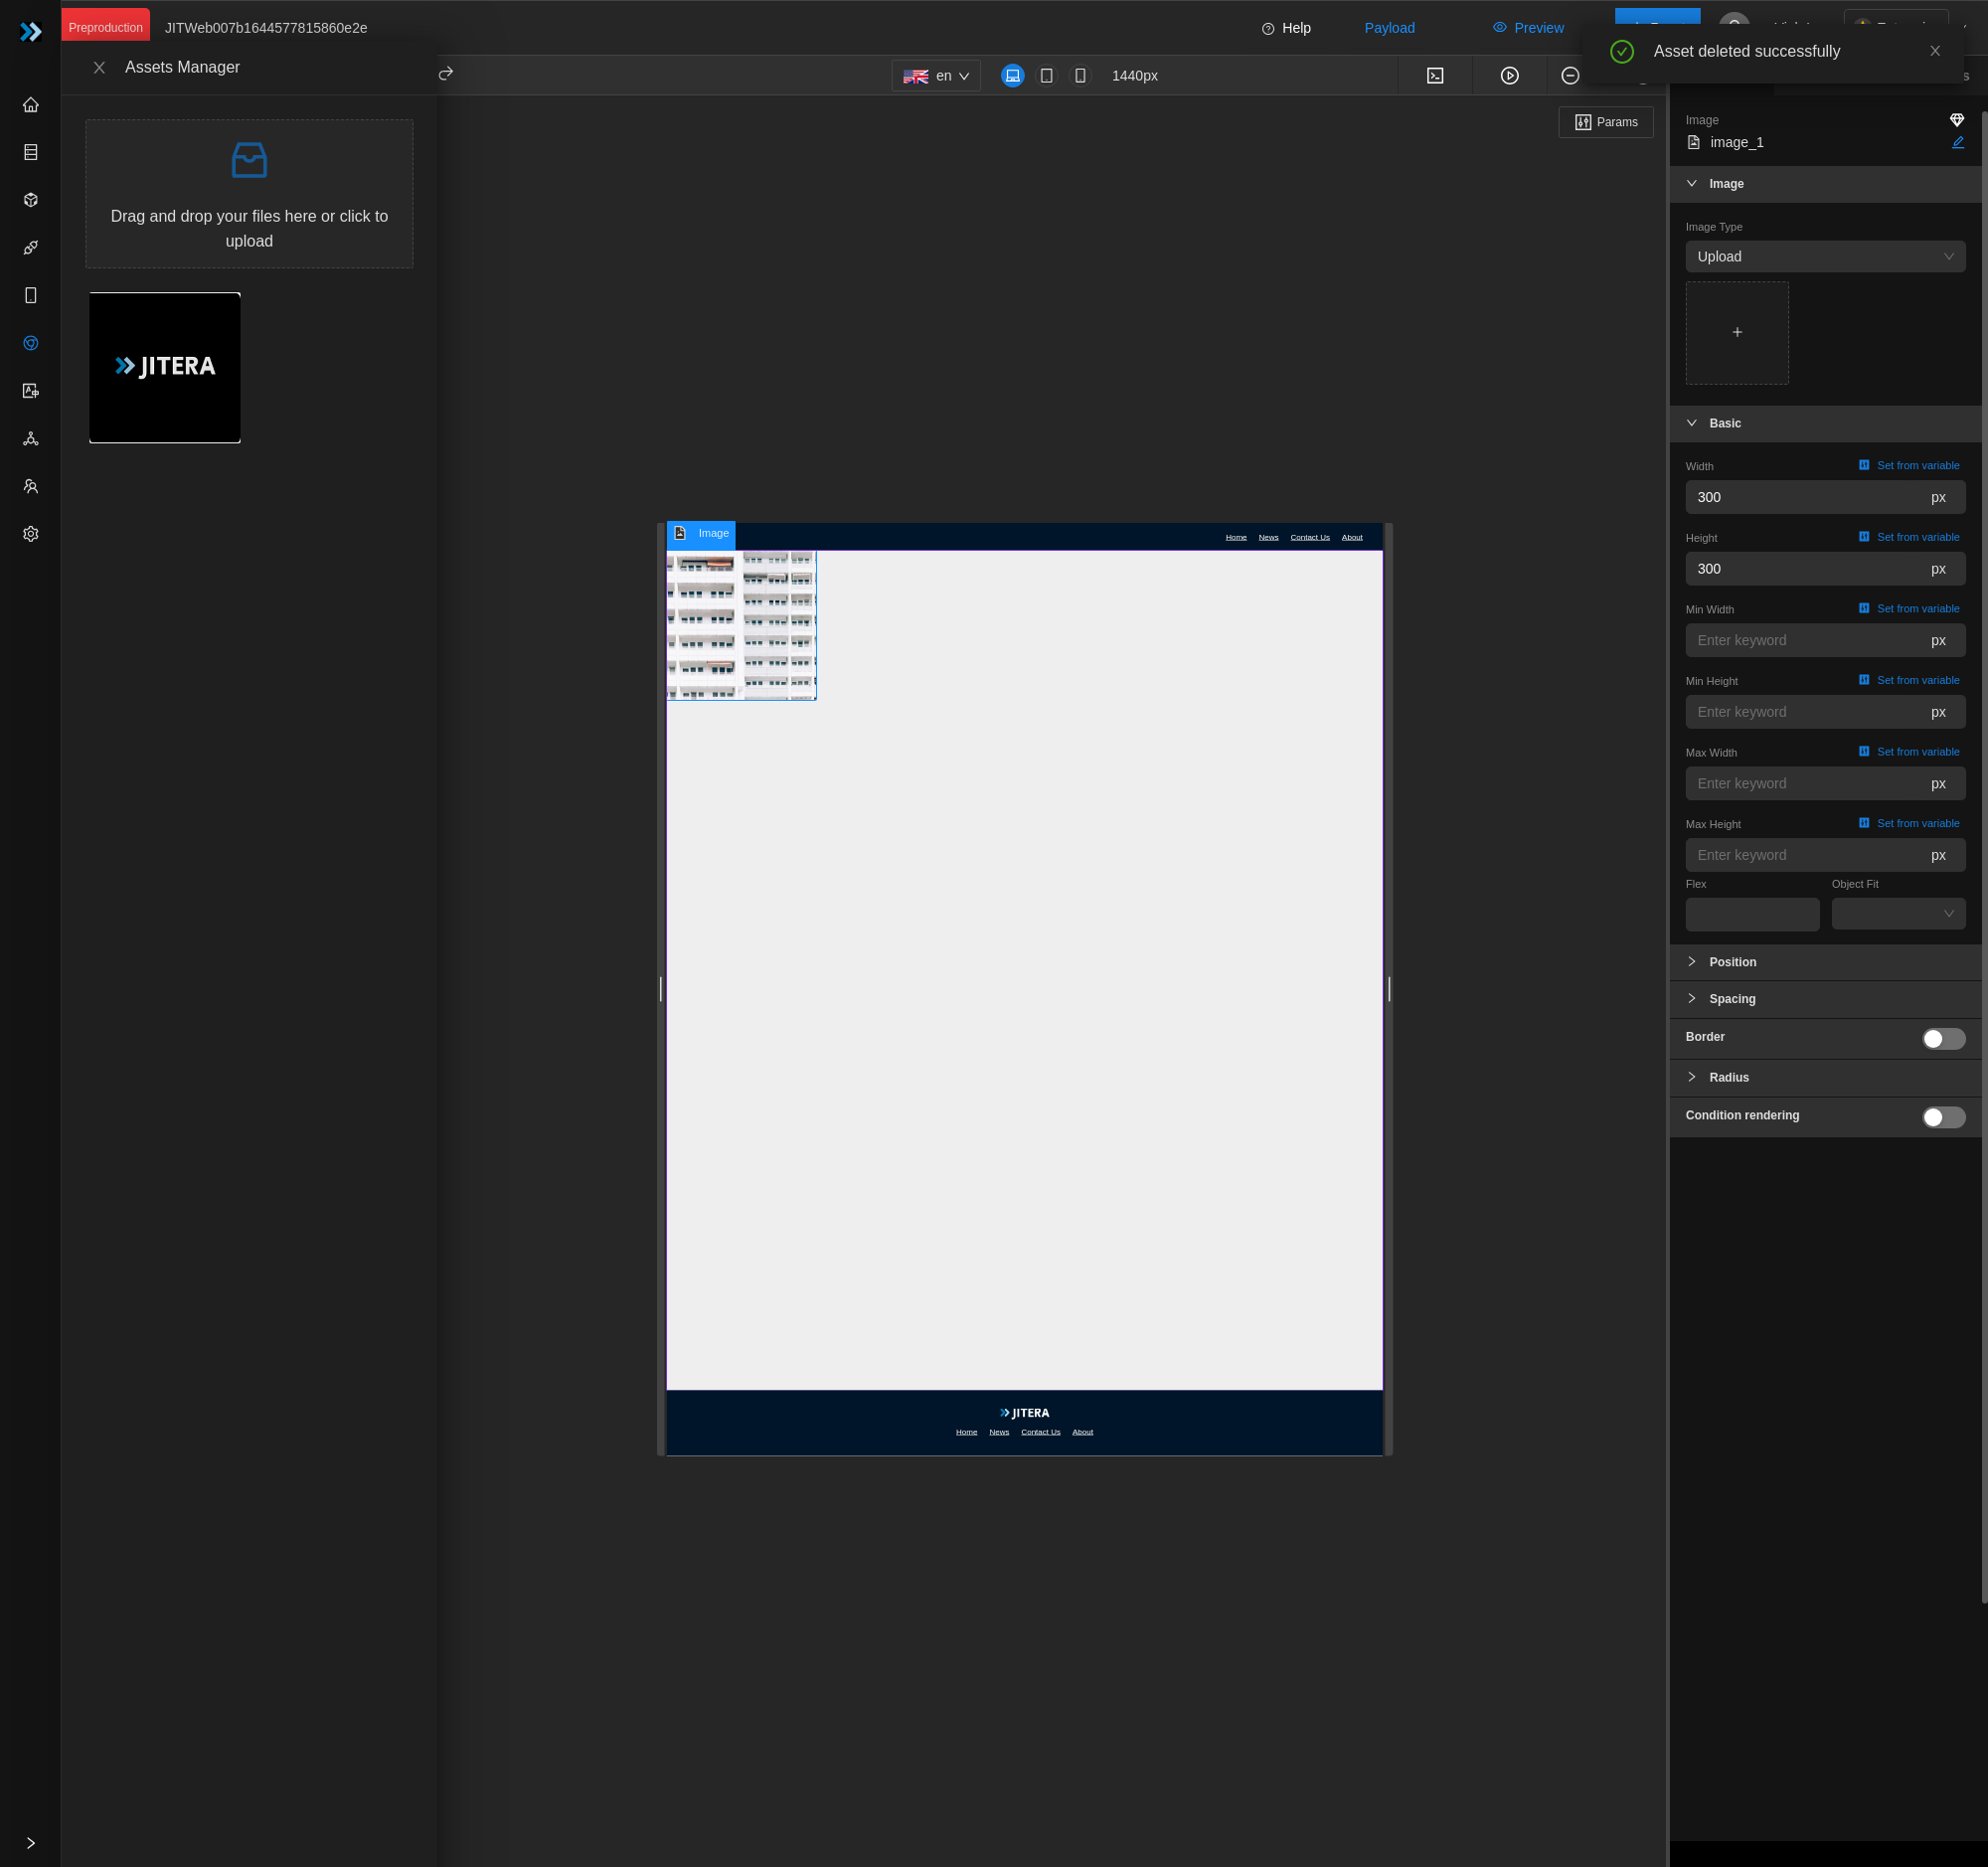 Preproduction
JITWeb007b1644577815860e2e
Help
Payload
Preview
Asset deleted successfully
Assets Manager
en
1440px
Params
Drag and drop your files here or click to
upload
JITERA
Image
image_1
Image
Image Type
Upload
Basic
Width
Set from variable
300
px
Height
Set from variable
300
px
Min Width
Set from variable
Enter keyword
px
Min Height
Set from variable
Enter keyword
px
Max Width
Set from variable
Enter keyword
px
Max Height
Set from variable
Enter keyword
px
Flex
Object Fit
Position
Spacing
Border
Radius
Condition rendering
Image
Home
News
Contact Us
About
JITERA
Home
News
Contact Us
About